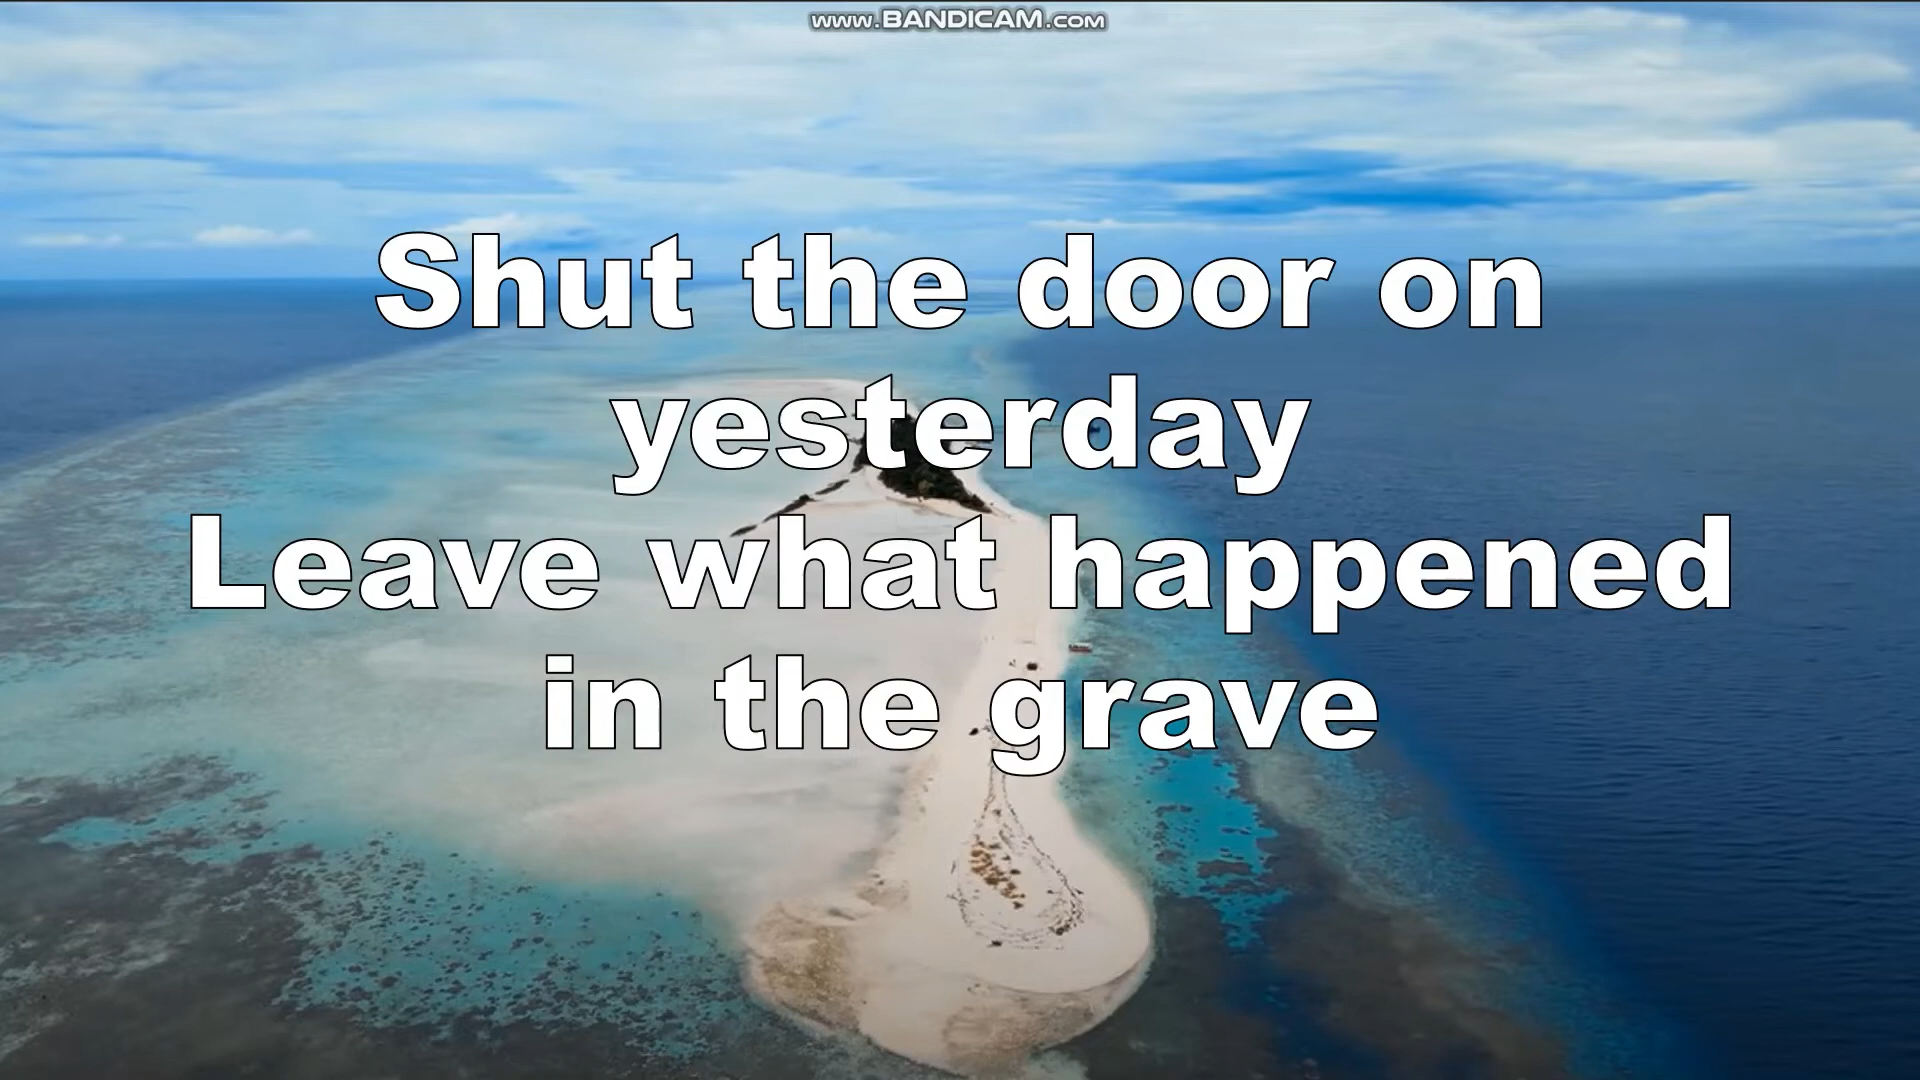 www.BANDICAM.com
Shut the door on
yesterday
Leave what happened
in the grave